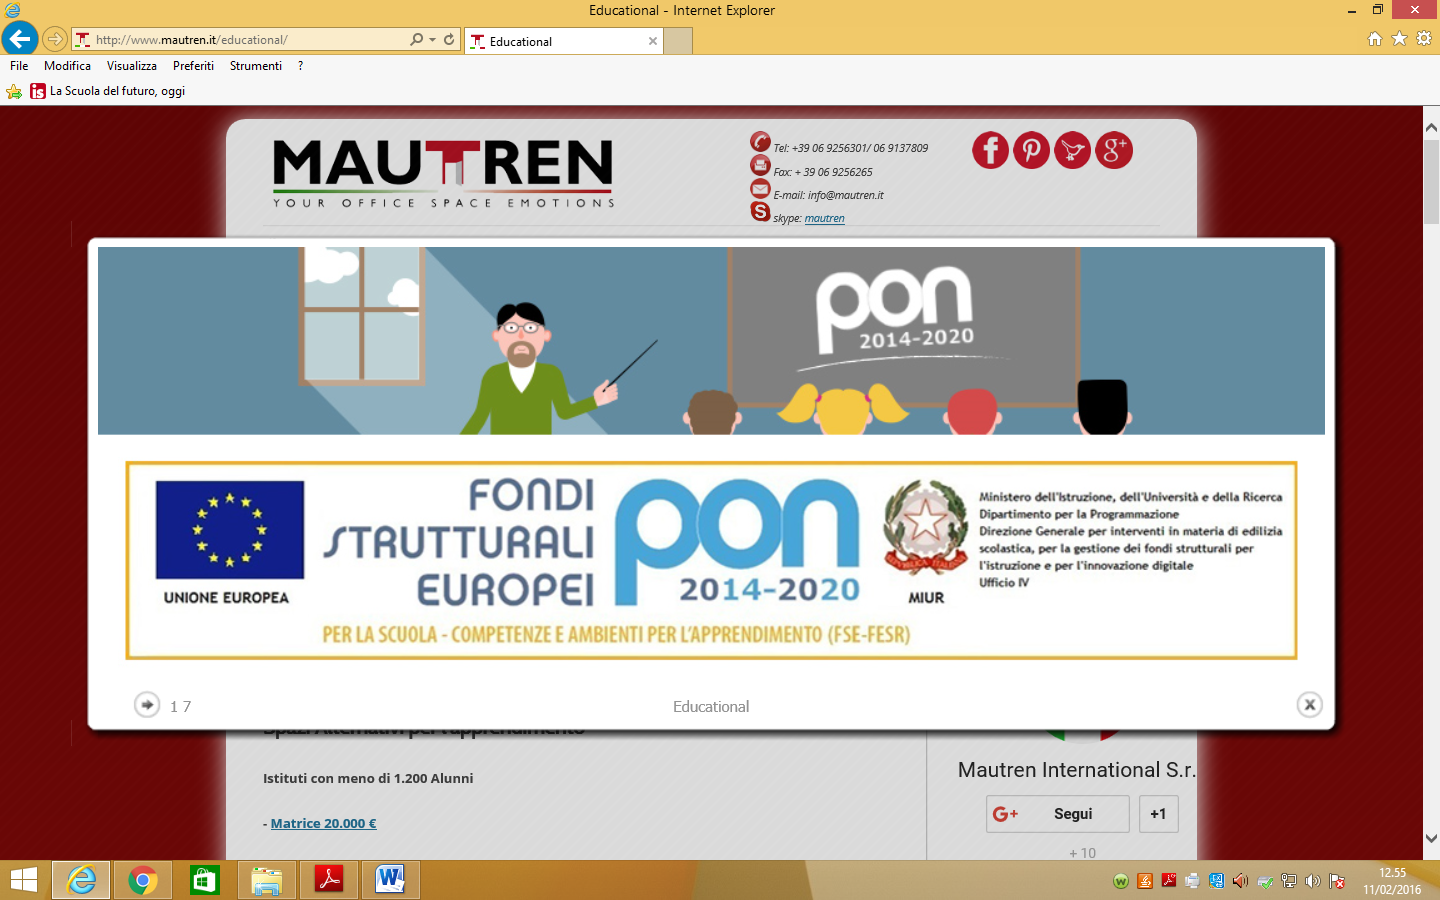 Educational - Internet Explorer
http://www.mautren.it/educational/
Educational
File Modifica Visualizza Preferiti Strumenti ?
is La Scuola del futuro, oggi
MAUTREN
YOUR OFFICE SPACE EMOTIONS
Tel: +39 06 9256301/ 06 9137809
Fax: + 39 06 9256265
E-mail: info@mautren.it
skype: mautren
pon
2014-2020
UNIONE EUROPEA
FONDI
STRUTTURALI
EUROPEI
pon
2014-2020
MIUR
Ministero dell'Istruzione, dell'Università e della Ricerca
Dipartimento per la Programmazione
Direzione Generale per interventi in materia di edilizia
scolastica, per la gestione dei fondi strutturali per
l'istruzione e per l'innovazione digitale
Ufficio IV
PER LA SCUOLA - COMPETENZE E AMBIENTI PER L'APPRENDIMENTO (FSE-FESR)
1 7
Educational
Spazi Alternativi per l'apprendimento
Istituti con meno di 1.200 Alunni
- Matrice 20.000 €
Mautren International S.r.
G+ Segui
+1
+ 10
12.55
11/02/2016